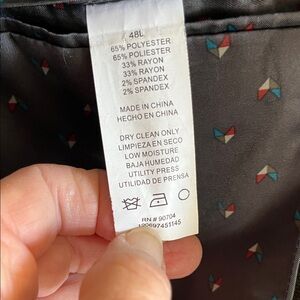 48L
65% POLYESTER
65% POLYESTER
33% RAYON
33% RAYON
2% SPANDEX
2% SPANDEX
MADE IN CHINA
HECHO EN CHINA
DRY CLEAN ONLY
LIMPIEZA EN SECO
LOW MOISTURE
BAJA HUMEDAD
UTILITY PRESS
UTILIDAD DE PRENSA
RN # 90704